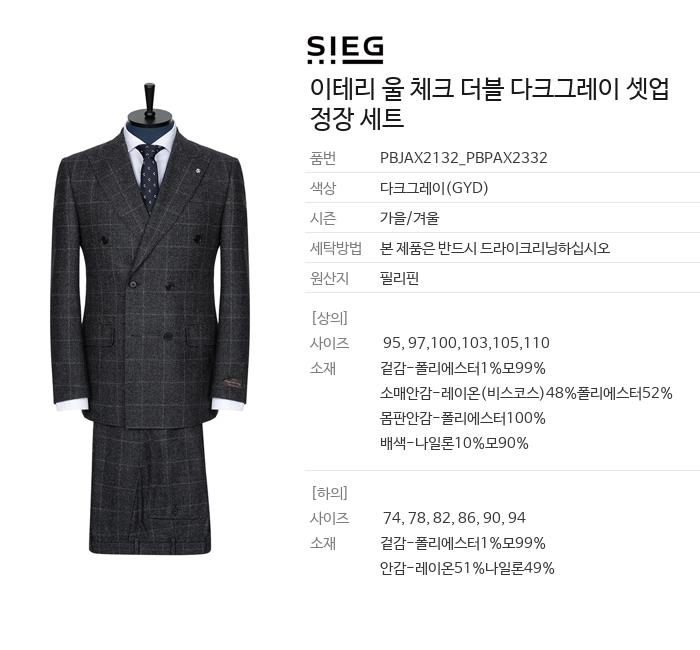 SIEG
이테리 울 체크 더블 다크그레이 셋업
정장 세트
품번 PBJAX2132_PBPAX2332
색상 다크그레이(GYD)
시즌 가을/겨울
세탁방법 본 제품은 반드시 드라이크리닝하십시오
원산지 필리핀
[상의]
사이즈 95, 97,100,103,105,110
소재 겉감-폴리에스터1%모99%
소매안감-레이온(비스코스)48%폴리에스터52%
몸판안감-폴리에스터100%
배색-나일론10%모90%
[하의]
사이즈 74, 78, 82, 86, 90, 94
소재 겉감-폴리에스터1%모99%
안감-레이온51%나일론49%